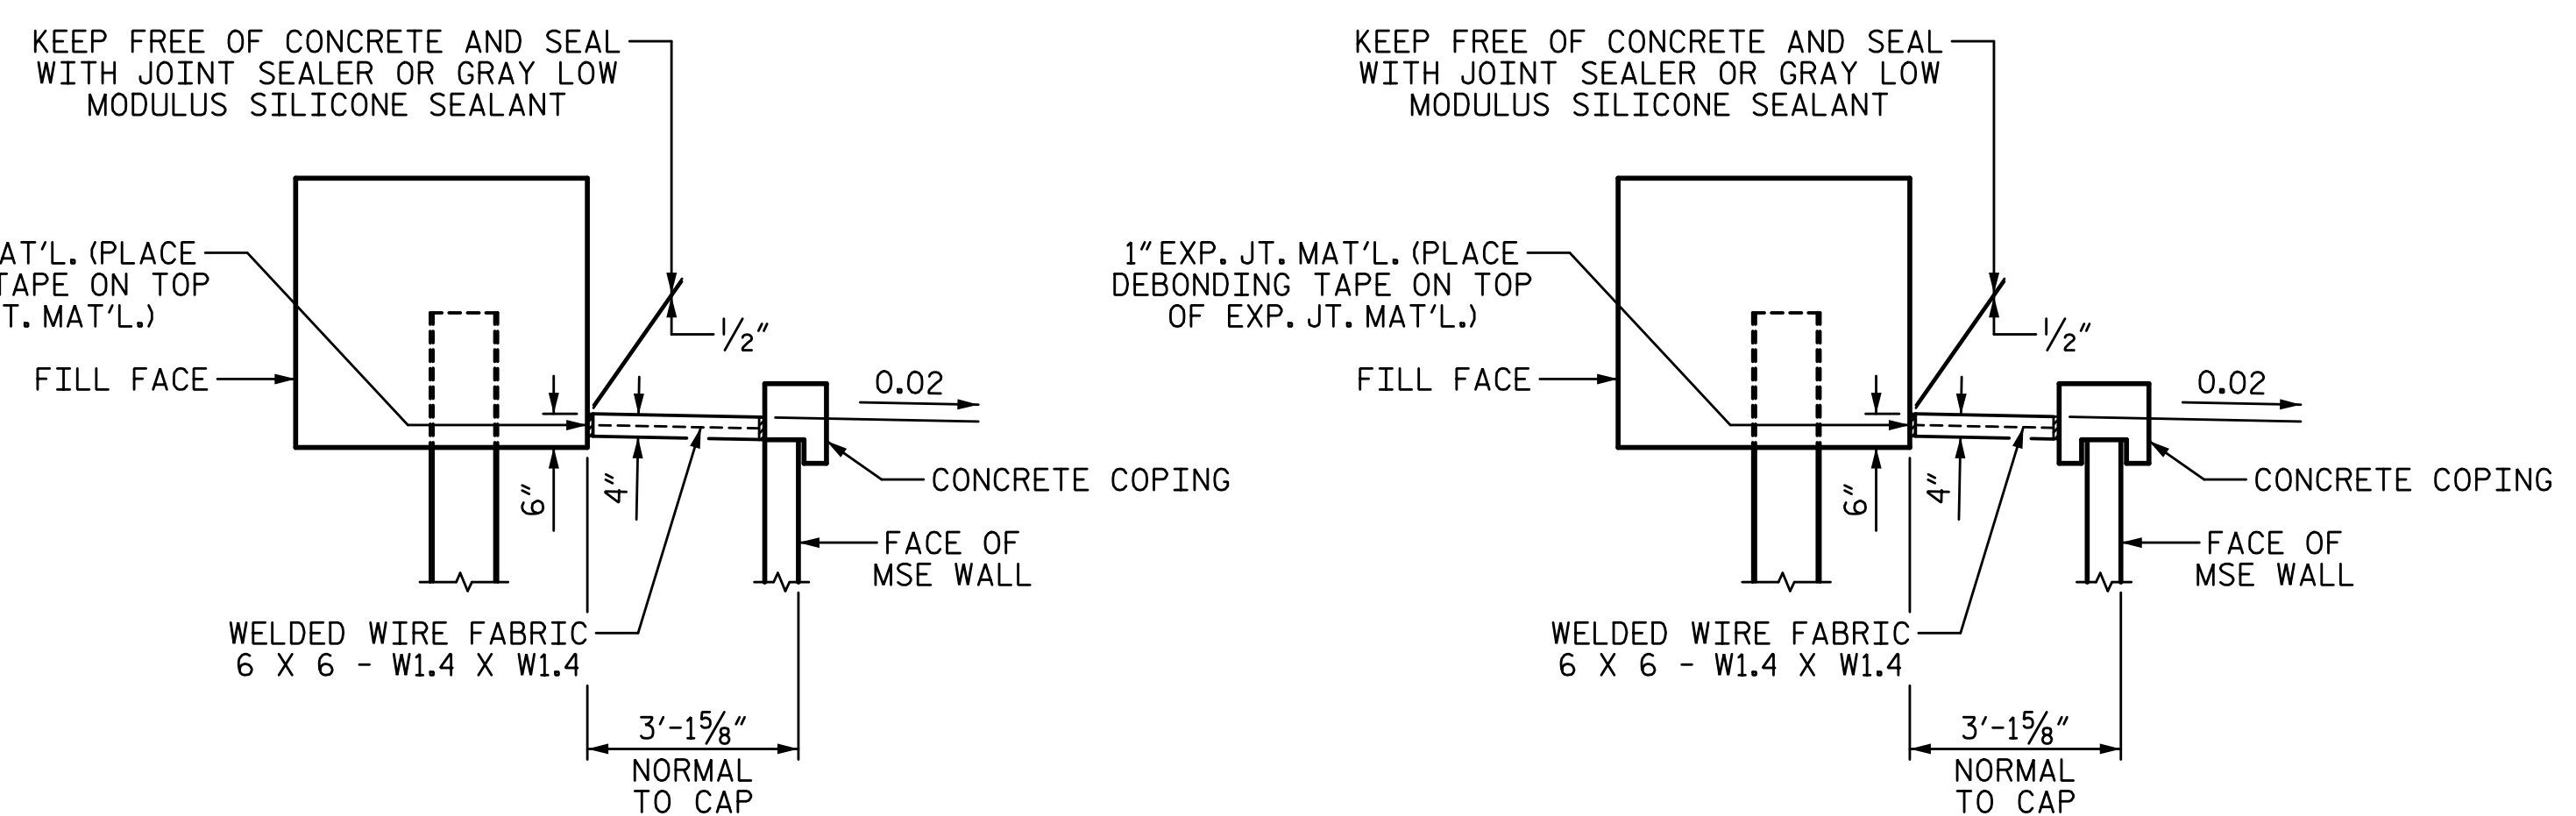 KEEP FREE OF CONCRETE AND SEAL
WITH JOINT SEALER OR GRAY LOW
MODULUS SILICONE SEALANT
AT'L. (PLACE
TAPE ON TOP
T. MAT'L.)
FILL FACE
1/2"
0.02
6"
4"
CONCRETE COPING
FACE OF
MSE WALL
WELDED WIRE FABRIC
6 X 6 - W1.4 X W1.4
3'-1 5/8"
NORMAL
TO CAP
KEEP FREE OF CONCRETE AND SEAL
WITH JOINT SEALER OR GRAY LOW
MODULUS SILICONE SEALANT
1" EXP. JT. MAT'L. (PLACE
DEBONDING TAPE ON TOP
OF EXP. JT. MAT'L.)
FILL FACE
1/2"
0.02
6"
4"
CONCRETE COPING
FACE OF
MSE WALL
WELDED WIRE FABRIC
6 X 6 - W1.4 X W1.4
3'-1 5/8"
NORMAL
TO CAP